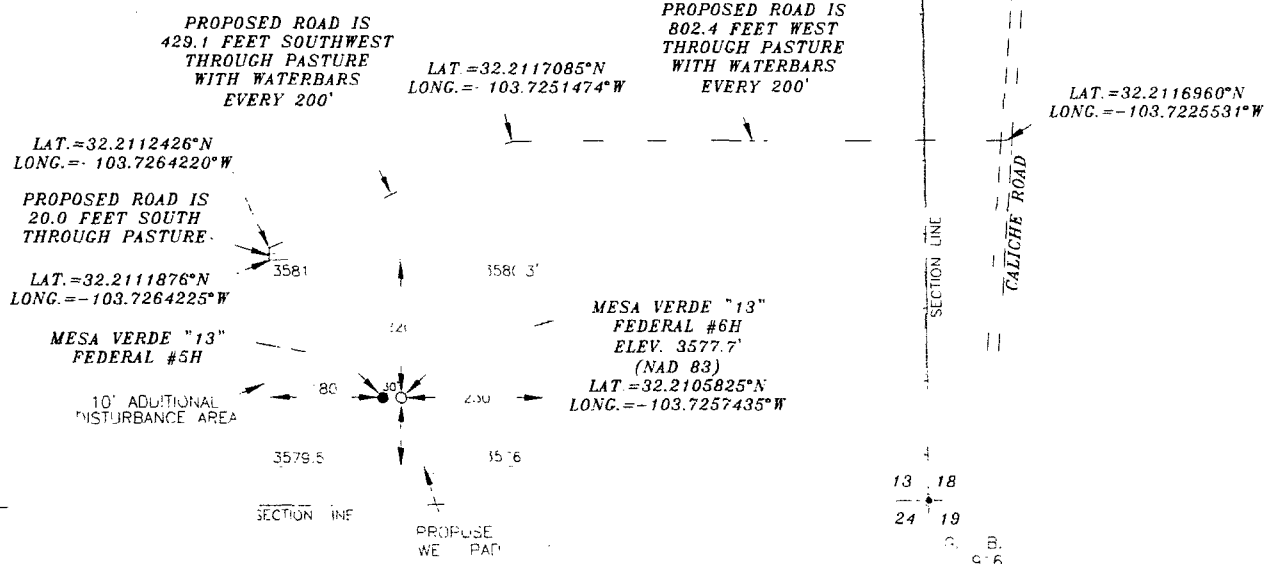 PROPOSED ROAD IS
429.1 FEET SOUTHWEST
THROUGH PASTURE
WITH WATERBARS
EVERY 200'
PROPOSED ROAD IS
802.4 FEET WEST
THROUGH PASTURE
WITH WATERBARS
EVERY 200'
LAT.=32.2117085°N
LONG.=-103.7251474°W
LAT.=32.2116960°N
LONG.=-103.7225531°W
LAT.=32.2112426°N
LONG.=-103.7264220°W
PROPOSED ROAD IS
20.0 FEET SOUTH
THROUGH PASTURE
LAT.=32.2111876°N
LONG.=-103.7264225°W
3581
SECTION LINE
CALICHE ROAD
MESA VERDE "13"
FEDERAL #5H
MESA VERDE "13"
FEDERAL #6H
ELEV. 3577.7'
(NAD 83)
LAT.=32.2105825°N
LONG.=-103.7257435°W
30'
10' ADDITIONAL
DISTURBANCE AREA
3579.5
SECTION
13 18
24 19